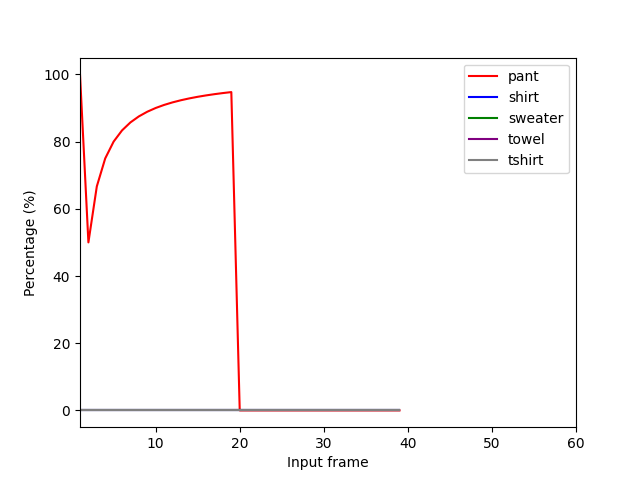 100
80
60
40
20
0
Percentage (%)
pant
shirt
sweater
towel
tshirt
10 20 30 40 50 60
Input frame